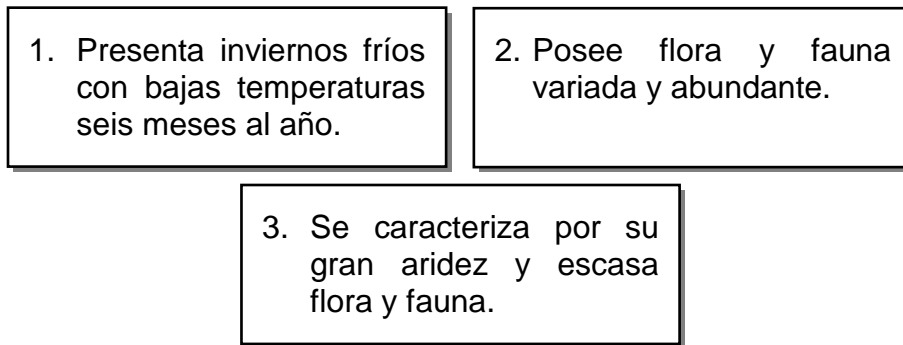 1. Presenta inviernos fríos
con bajas temperaturas
seis meses al año.
2. Posee flora y fauna
variada y abundante.
3. Se caracteriza por su
gran aridez y escasa
flora y fauna.